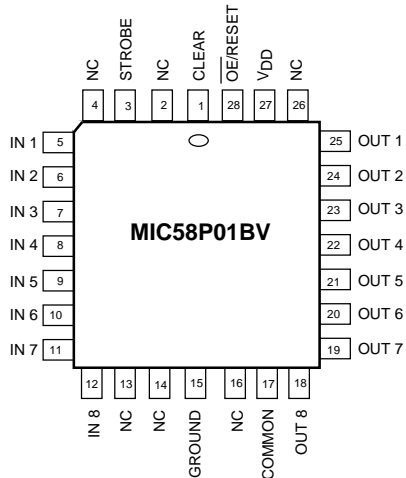 NC
STROBE
NC
CLEAR
OE/RESET
VDD
NC
4
3
2
1
28
27
26
IN 1 5
25 OUT 1
IN 2 6
24 OUT 2
IN 3 7
23 OUT 3
MIC58P01BV
IN 4 8
22 OUT 4
IN 5 9
21 OUT 5
IN 6 10
20 OUT 6
IN 7 11
19 OUT 7
12
13
14
15
16
17
18
IN 8
NC
NC
GROUND
NC
COMMON
OUT 8